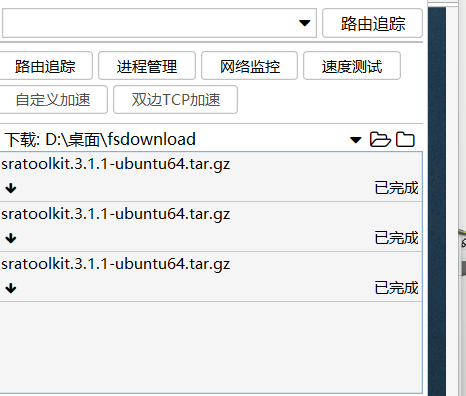 路由追踪
路由追踪 进程管理 网络监控 速度测试
自定义加速 双边TCP加速
下载: D:\桌面\fsdownload
sratoolkit.3.1.1-ubuntu64.tar.gz
已完成
sratoolkit.3.1.1-ubuntu64.tar.gz
已完成
sratoolkit.3.1.1-ubuntu64.tar.gz
已完成